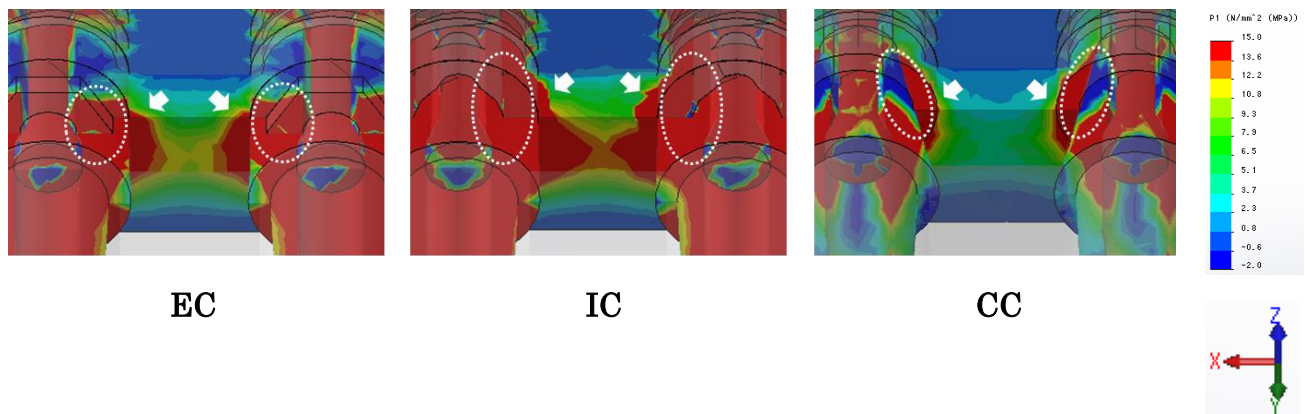 P1 (N/mm^2 (MPa))
15.0
13.6
12.2
10.8
9.3
7.9
6.5
5.1
3.7
2.3
0.8
-0.6
-2.0
EC
IC
CC
Z
X
Y